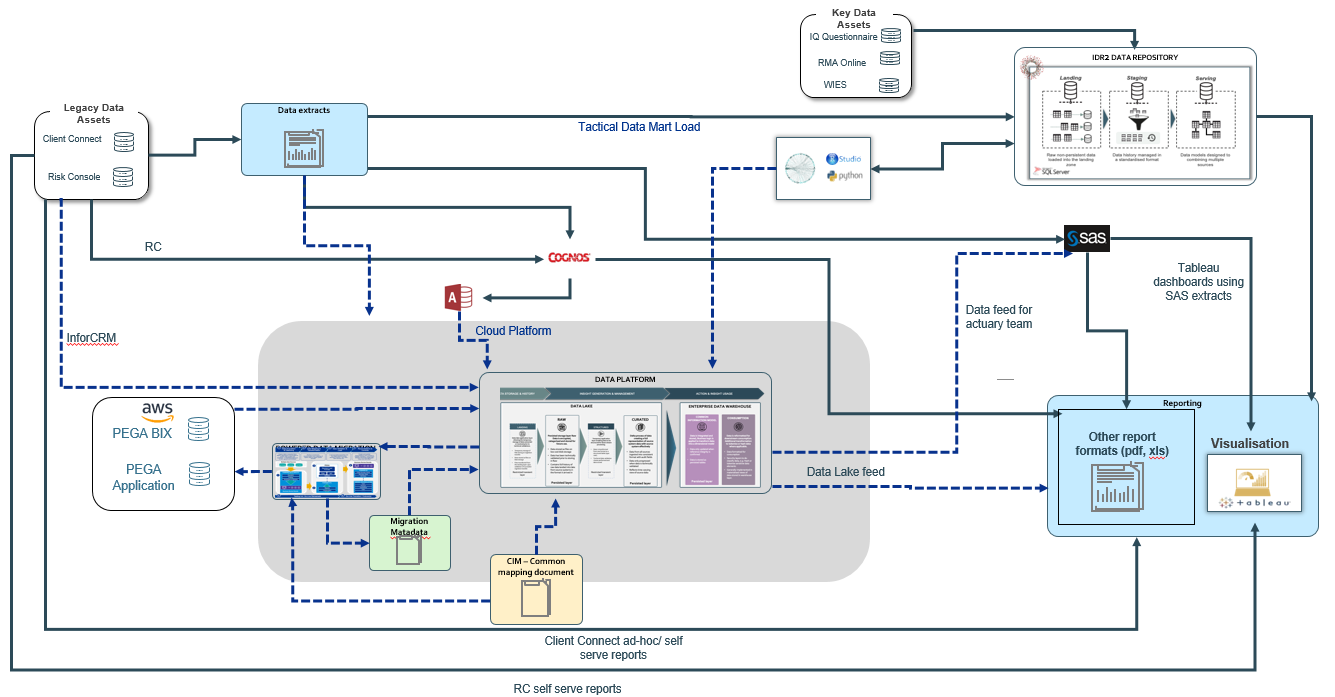 Key Data
Assets
IQ Questionnaire
RMA Online
WIES
IDR2 DATA REPOSITORY
Landing
Staging
Serving
Raw non-persistent data
loaded into the landing
zone
Data history managed in
standardised format
Data models designed to
combining multiple
sources
SQL Server
Legacy Data
Assets
Client Connect
Risk Console
Data extracts
Tactical Data Mart Load
Studio
python
RC
COGNOS
sas
A
Tableau
dashboards using
SAS extracts
Data feed for
actuary team
InforCRM
Cloud Platform
DATA PLATFORM
DATA LAKE
ENTERPRISE DATA WAREHOUSE
RAW
CURATED
aws
PEGA BIX
PEGA
Application
Migration
Matadata
CIM – Common
mapping document
Data Lake feed
Reporting
Other report
formats (pdf, xls)
Visualisation
tableau
Client Connect ad-hoc/ self
serve reports
RC self serve reports